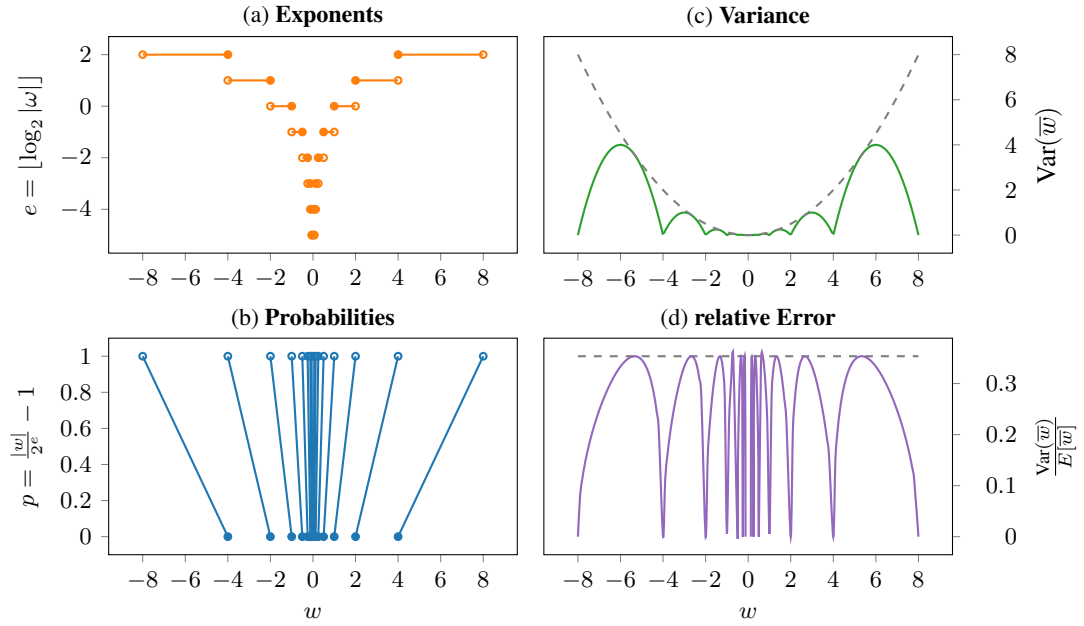 (a) Exponents
e = ⌊log₂ |ω|⌋
2
0
−2
−4
−8 −6 −4 −2 0 2 4 6 8
(c) Variance
8
6
4
2
0
Var(w̅)
−8 −6 −4 −2 0 2 4 6 8
(b) Probabilities
p = |w|/2ᵉ − 1
1
0.8
0.6
0.4
0.2
0
−8 −6 −4 −2 0 2 4 6 8
w
(d) relative Error
0.3
0.2
0.1
0
Var(w̅)
E[w̅]
−8 −6 −4 −2 0 2 4 6 8
w